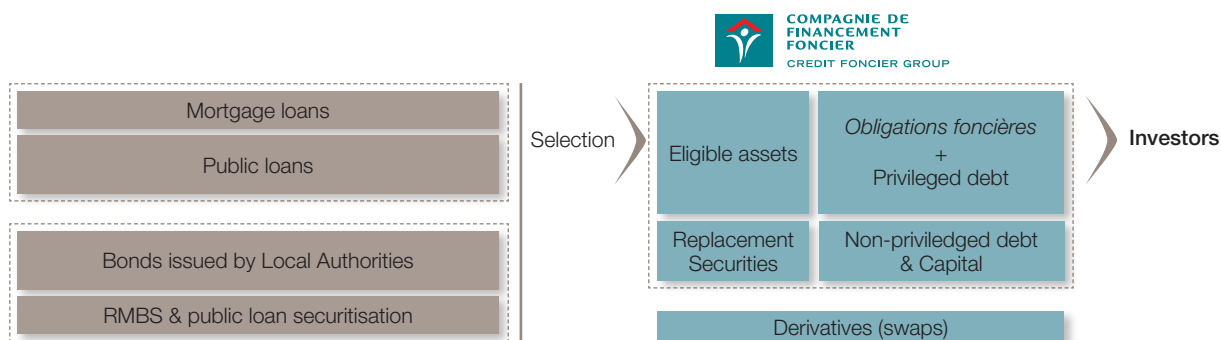 COMPAGNIE DE
FINANCEMENT
FONCIER
CREDIT FONCIER GROUP
Mortgage loans
Public loans
Bonds issued by Local Authorities
RMBS & public loan securitisation
Selection
Eligible assets
Obligations foncières
+
Privileged debt
Replacement
Securities
Non-priviledged debt
& Capital
Derivatives (swaps)
Investors